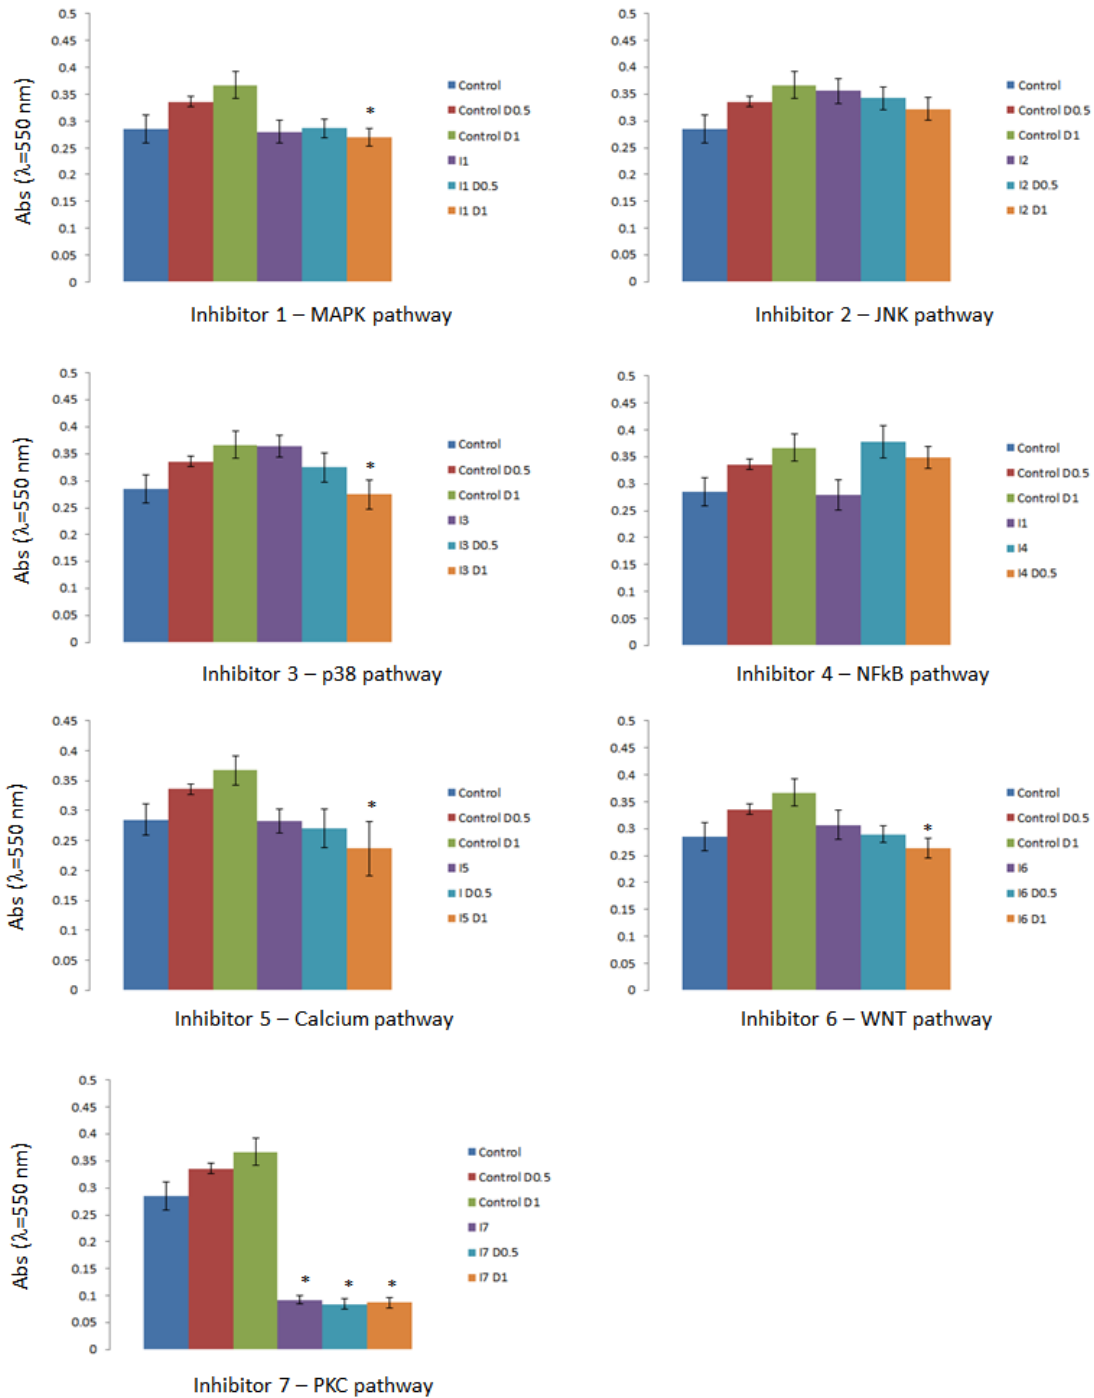 0.5
0.45
0.4
0.35
0.3
0.25
0.2
0.15
0.1
0.05
0
Abs (λ=550 nm)
*
Control
Control D0.5
Control D1
I1
I1 D0.5
I1 D1
Inhibitor 1 – MAPK pathway
0.5
0.45
0.4
0.35
0.3
0.25
0.2
0.15
0.1
0.05
0
Control
Control D0.5
Control D1
I2
I2 D0.5
I2 D1
Inhibitor 2 – JNK pathway
0.5
0.45
0.4
0.35
0.3
0.25
0.2
0.15
0.1
0.05
0
Abs (λ=550 nm)
*
Control
Control D0.5
Control D1
I3
I3 D0.5
I3 D1
Inhibitor 3 – p38 pathway
0.5
0.45
0.4
0.35
0.3
0.25
0.2
0.15
0.1
0.05
0
Control
Control D0.5
Control D1
I1
I4
I4 D0.5
Inhibitor 4 – NFkB pathway
0.45
0.4
0.35
0.3
0.25
0.2
0.15
0.1
0.05
0
Abs (λ=550 nm)
*
Control
Control D0.5
Control D1
I5
I D0.5
I5 D1
Inhibitor 5 – Calcium pathway
0.5
0.45
0.4
0.35
0.3
0.25
0.2
0.15
0.1
0.05
0
*
Control
Control D0.5
Control D1
I6
I6 D0.5
I6 D1
Inhibitor 6 – WNT pathway
0.5
0.45
0.4
0.35
0.3
0.25
0.2
0.15
0.1
0.05
0
Abs (λ=550 nm)
* * *
Control
Control D0.5
Control D1
I7
I7 D0.5
I7 D1
Inhibitor 7 – PKC pathway